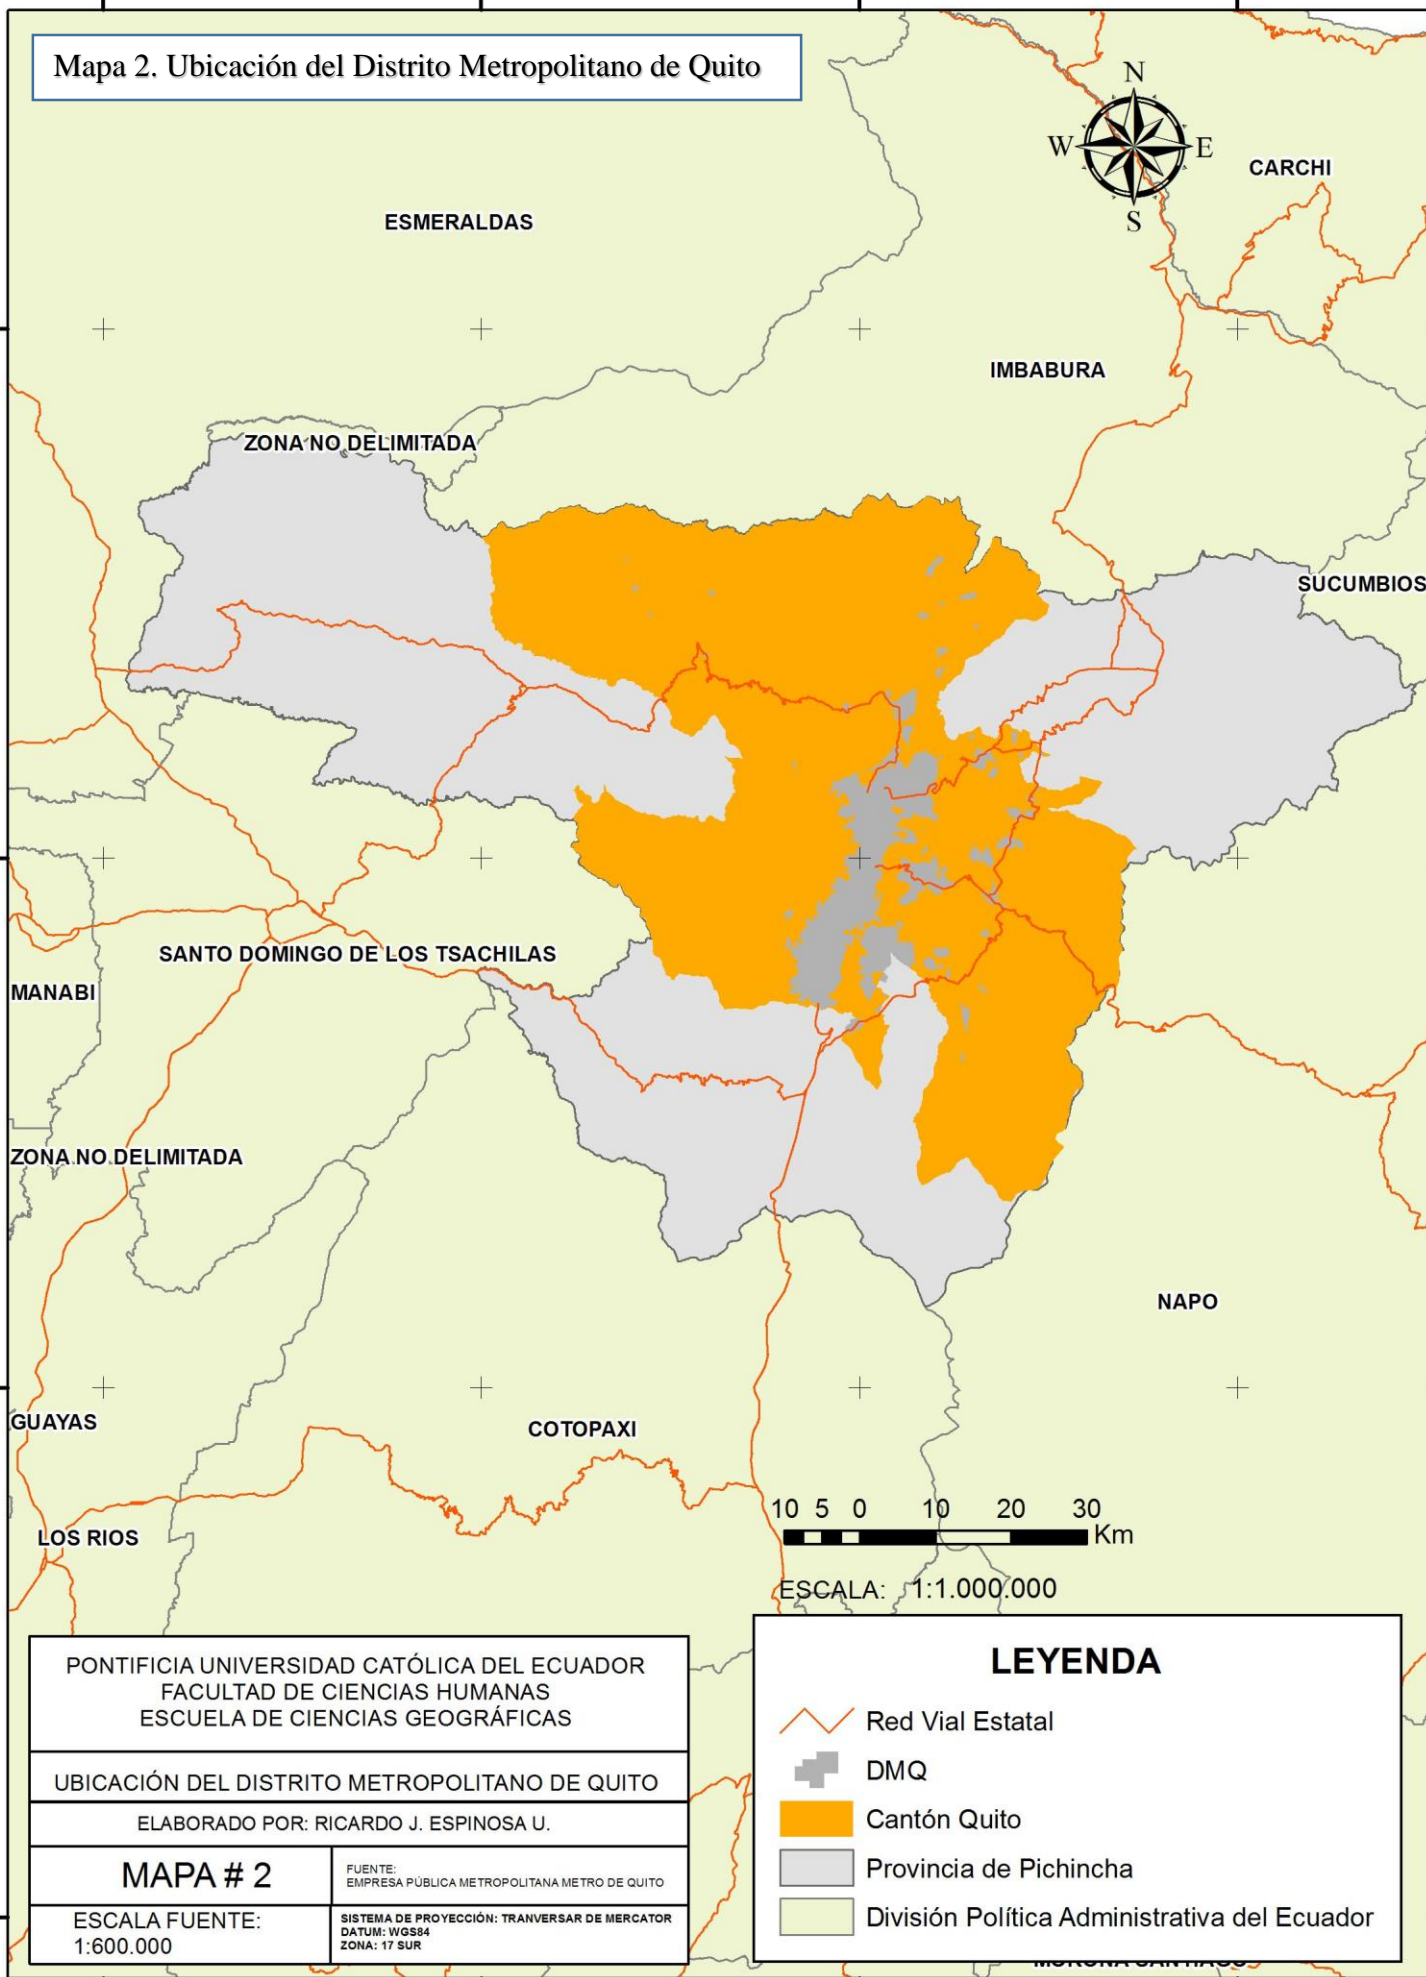 Mapa 2. Ubicación del Distrito Metropolitano de Quito
N
W
E
S
CARCHI
ESMERALDAS
IMBABURA
ZONA NO DELIMITADA
SUCUMBIOS
SANTO DOMINGO DE LOS TSACHILAS
MANABI
ZONA NO DELIMITADA
NAPO
GUAYAS
COTOPAXI
LOS RIOS
10 5 0 10 20 30
Km
ESCALA: 1:1.000.000
PONTIFICIA UNIVERSIDAD CATÓLICA DEL ECUADOR
FACULTAD DE CIENCIAS HUMANAS
ESCUELA DE CIENCIAS GEOGRÁFICAS
UBICACIÓN DEL DISTRITO METROPOLITANO DE QUITO
ELABORADO POR: RICARDO J. ESPINOSA U.
MAPA # 2
FUENTE:
EMPRESA PÚBLICA METROPOLITANA METRO DE QUITO
ESCALA FUENTE:
1:600.000
SISTEMA DE PROYECCIÓN: TRANVERSAR DE MERCATOR
DATUM: WGS84
ZONA: 17 SUR
LEYENDA
Red Vial Estatal
DMQ
Cantón Quito
Provincia de Pichincha
División Política Administrativa del Ecuador
MORONA SANTIAGO